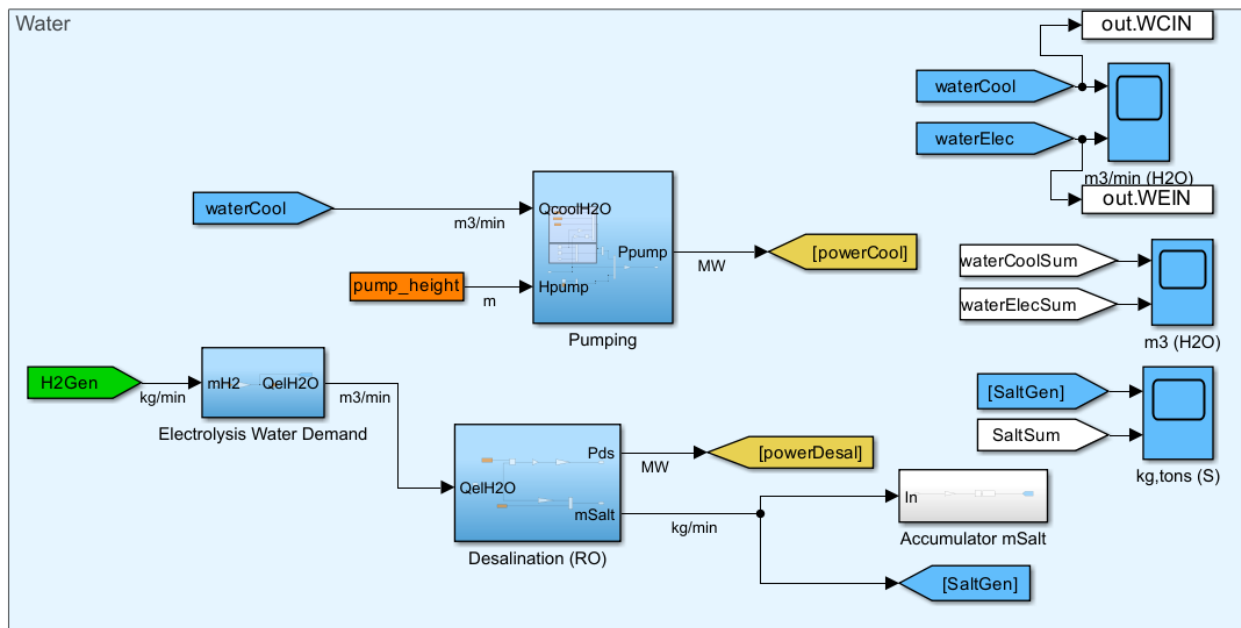 Water
out.WCIN
waterCool
waterElec
m3/min (H2O)
out.WEIN
waterCool
m3/min
QcoolH2O
Ppump
MW
[powerCool]
pump_height
m
Hpump
Pumping
waterCoolSum
waterElecSum
m3 (H2O)
H2Gen
kg/min
mH2
QelH2O
m3/min
Electrolysis Water Demand
[SaltGen]
SaltSum
kg,tons (S)
QelH2O
Pds
MW
[powerDesal]
mSalt
kg/min
Desalination (RO)
In
Accumulator mSalt
[SaltGen]